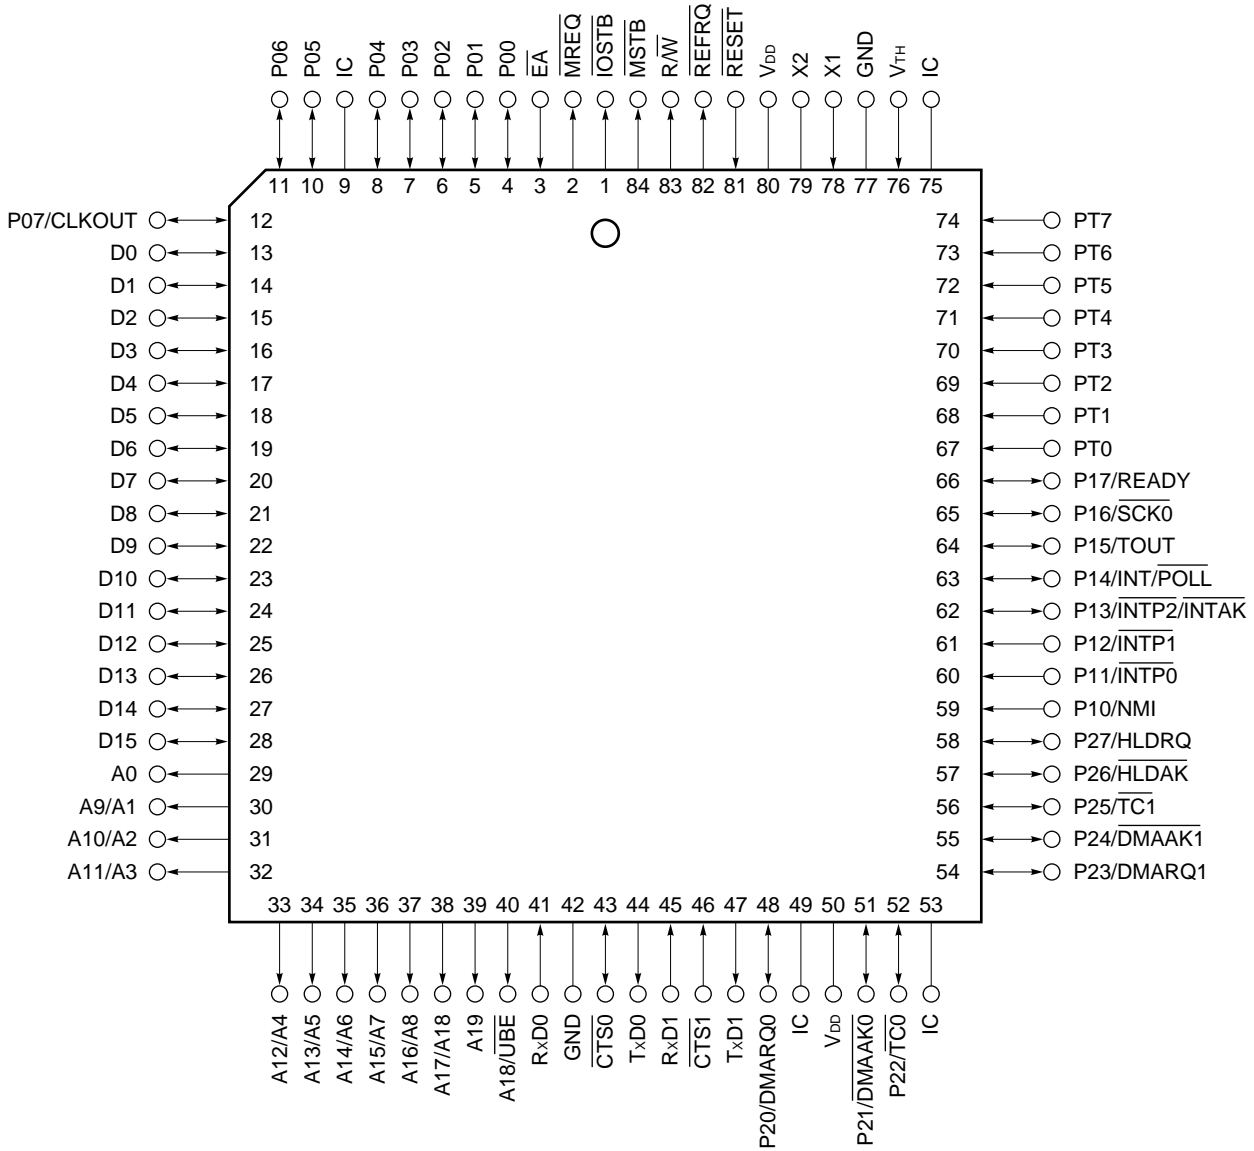 P06
P05
IC
P04
P03
P02
P01
P00
EA
MREQ
IOSTB
MSTB
R/W
REFRQ
RESET
VDD
X2
X1
GND
VTH
IC
11 10 9 8 7 6 5 4 3 2 1 84 83 82 81 80 79 78 77 76 75
P07/CLKOUT 12 74 PT7
D0 13 73 PT6
D1 14 72 PT5
D2 15 71 PT4
D3 16 70 PT3
D4 17 69 PT2
D5 18 68 PT1
D6 19 67 PT0
D7 20 66 P17/READY
D8 21 65 P16/SCK0
D9 22 64 P15/TOUT
D10 23 63 P14/INT/POLL
D11 24 62 P13/INTP2/INTAK
D12 25 61 P12/INTP1
D13 26 60 P11/INTP0
D14 27 59 P10/NMI
D15 28 58 P27/HLDRQ
A0 29 57 P26/HLDAK
A9/A1 30 56 P25/TC1
A10/A2 31 55 P24/DMAAK1
A11/A3 32 54 P23/DMARQ1
33 34 35 36 37 38 39 40 41 42 43 44 45 46 47 48 49 50 51 52 53
A12/A4
A13/A5
A14/A6
A15/A7
A16/A8
A17/A18
A19
A18/UBE
RxD0
GND
CTS0
TxD0
RxD1
CTS1
TxD1
P20/DMARQ0
IC
VDD
P21/DMAAK0
P22/TC0
IC